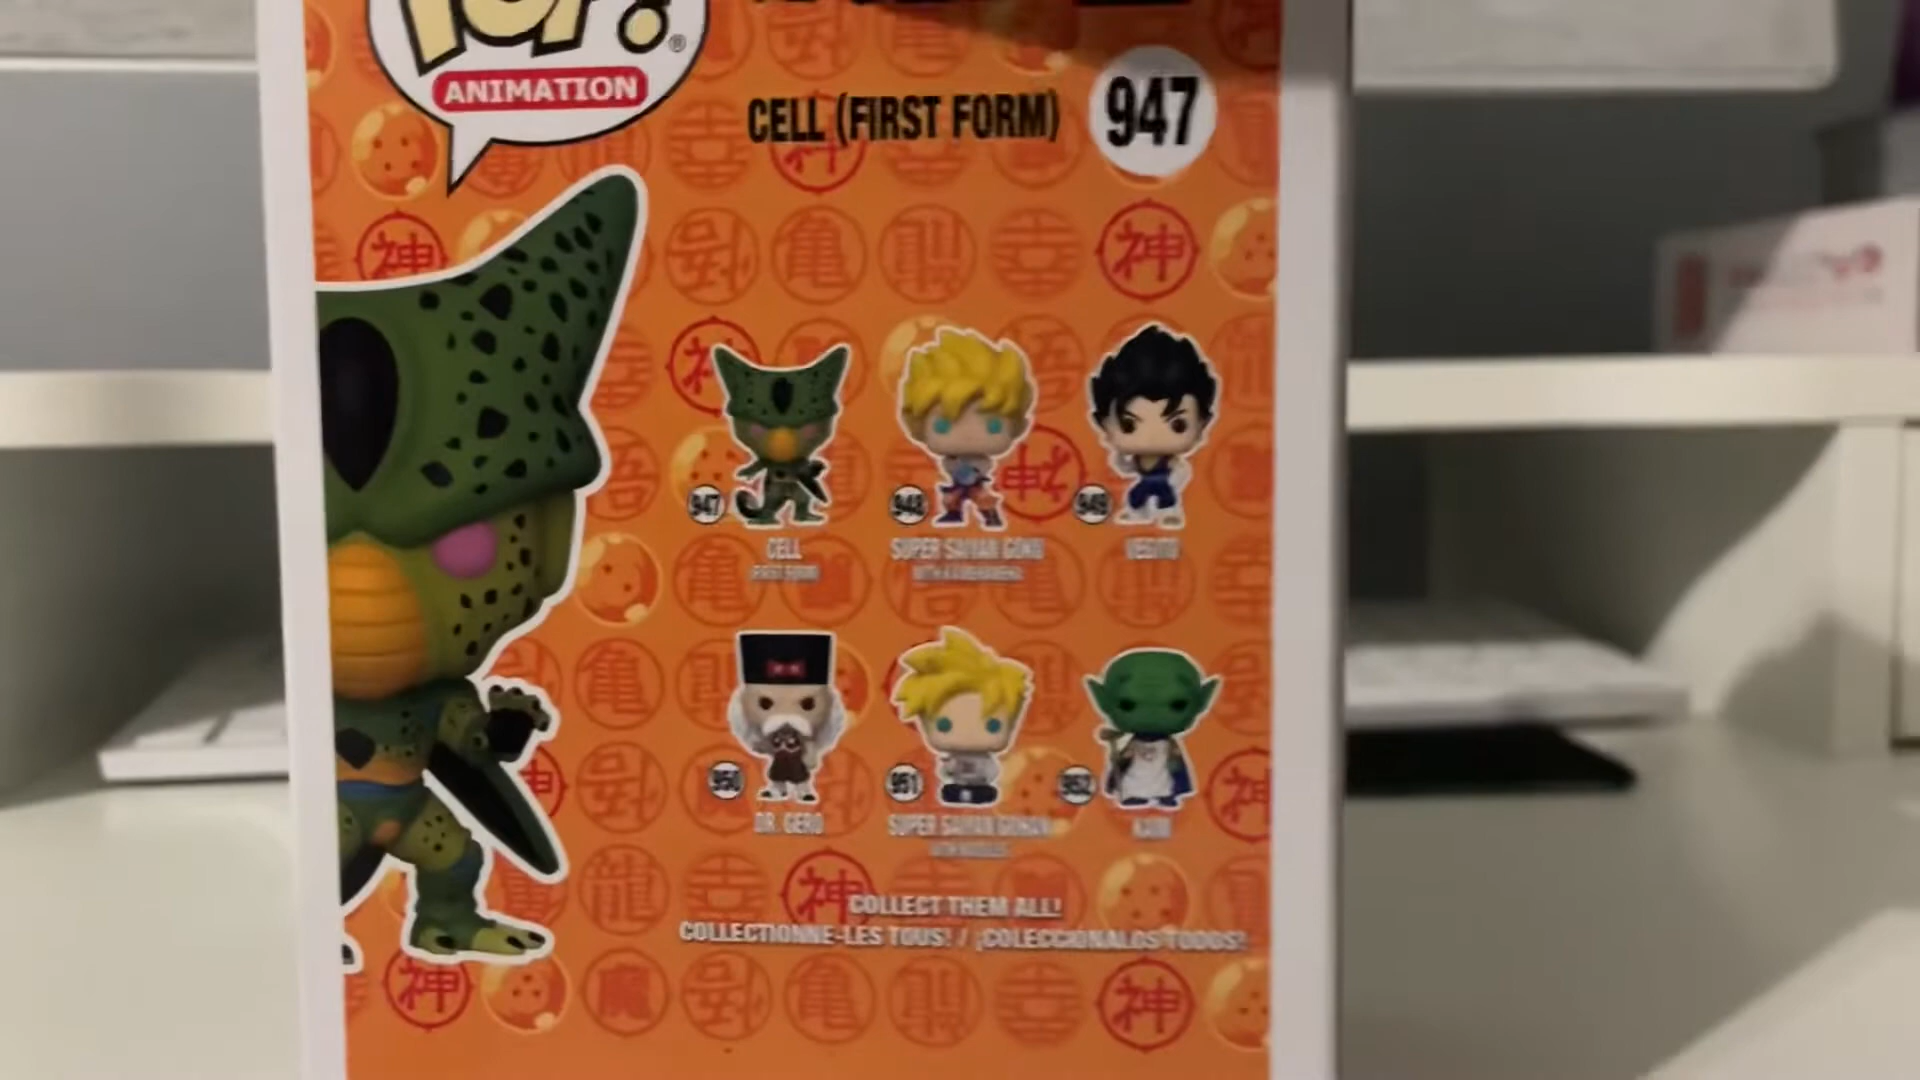 POP!®
ANIMATION
CELL (FIRST FORM) 947
947 948 949
CELL SUPER SAIYAN GOKU VEGITO
(FIRST FORM)
950 951 952
DR. GERO SUPER SAIYAN GOHAN KAMI
COLLECT THEM ALL!
COLLECTIONNE-LES TOUS! / ¡COLECCIÓNALOS TODOS!